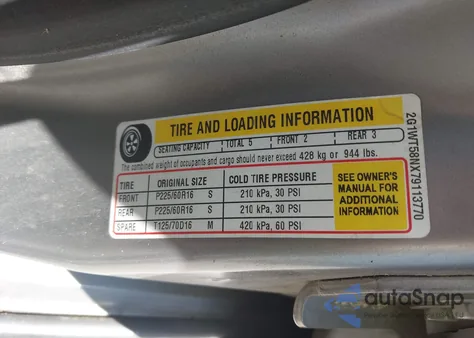 TIRE AND LOADING INFORMATION
SEATING CAPACITY TOTAL 5 FRONT 2 REAR 3
The combined weight of occupants and cargo should never exceed 428 kg or 944 lbs.
TIRE ORIGINAL SIZE COLD TIRE PRESSURE
FRONT P225/60R16 S 210 kPa, 30 PSI
REAR P225/60R16 S 210 kPa, 30 PSI
SPARE T125/70D16 M 420 kPa, 60 PSI
SEE OWNER'S
MANUAL FOR
ADDITIONAL
INFORMATION
2G1WT58NX79113770
autoSnap